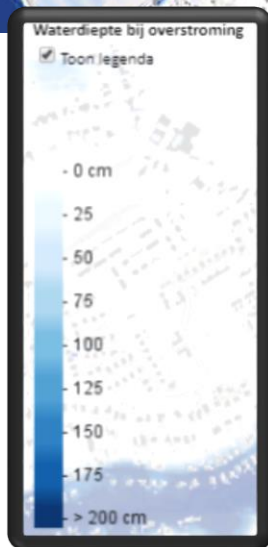 Waterdiepte bij overstroming
Toon legenda
- 0 cm
- 25
- 50
- 75
- 100
- 125
- 150
- 175
- > 200 cm